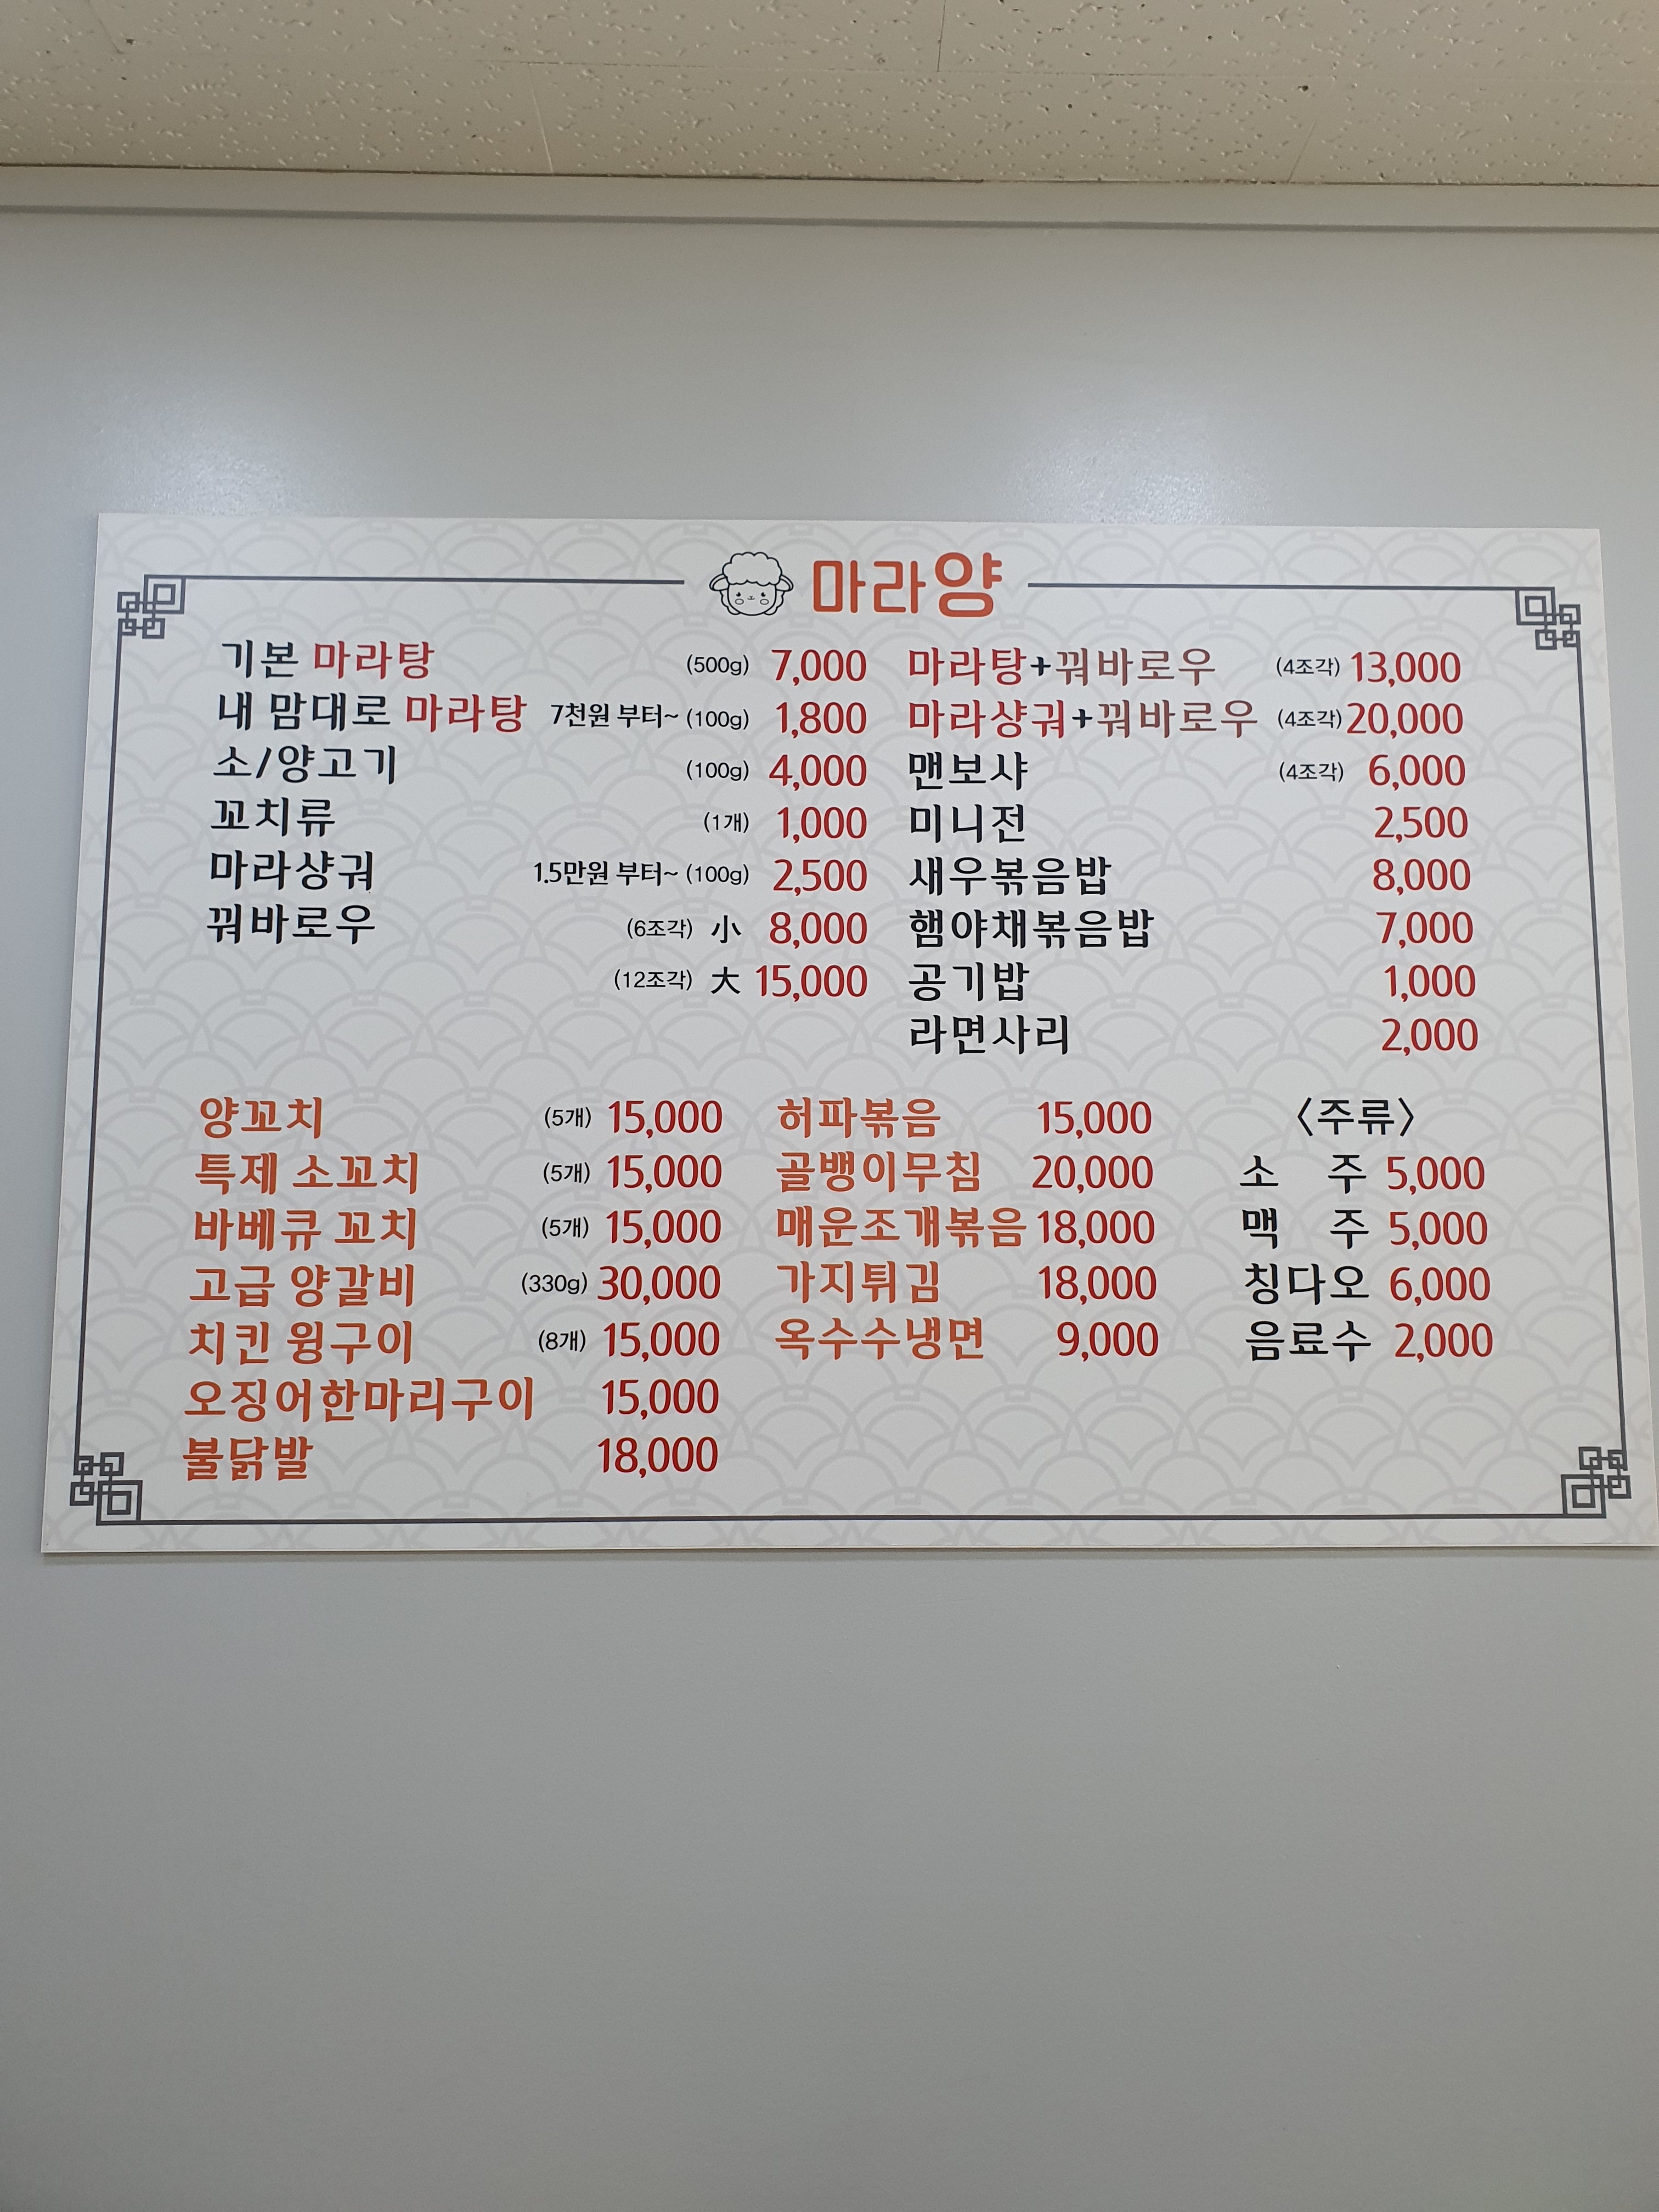 마라양
기본 마라탕 (500g) 7,000
내 맘대로 마라탕 7천원 부터~ (100g) 1,800
소/양고기 (100g) 4,000
꼬치류 (1개) 1,000
마라샹궈 1.5만원 부터~ (100g) 2,500
꿔바로우 (6조각) 小 8,000
(12조각) 大 15,000
마라탕+꿔바로우 (4조각) 13,000
마라샹궈+꿔바로우 (4조각) 20,000
맨보샤 (4조각) 6,000
미니전 2,500
새우볶음밥 8,000
햄야채볶음밥 7,000
공기밥 1,000
라면사리 2,000
양꼬치 (5개) 15,000
특제 소꼬치 (5개) 15,000
바베큐 꼬치 (5개) 15,000
고급 양갈비 (330g) 30,000
치킨 윙구이 (8개) 15,000
오징어한마리구이 15,000
불닭발 18,000
허파볶음 15,000
골뱅이무침 20,000
매운조개볶음 18,000
가지튀김 18,000
옥수수냉면 9,000
〈주류〉
소 주 5,000
맥 주 5,000
칭다오 6,000
음료수 2,000